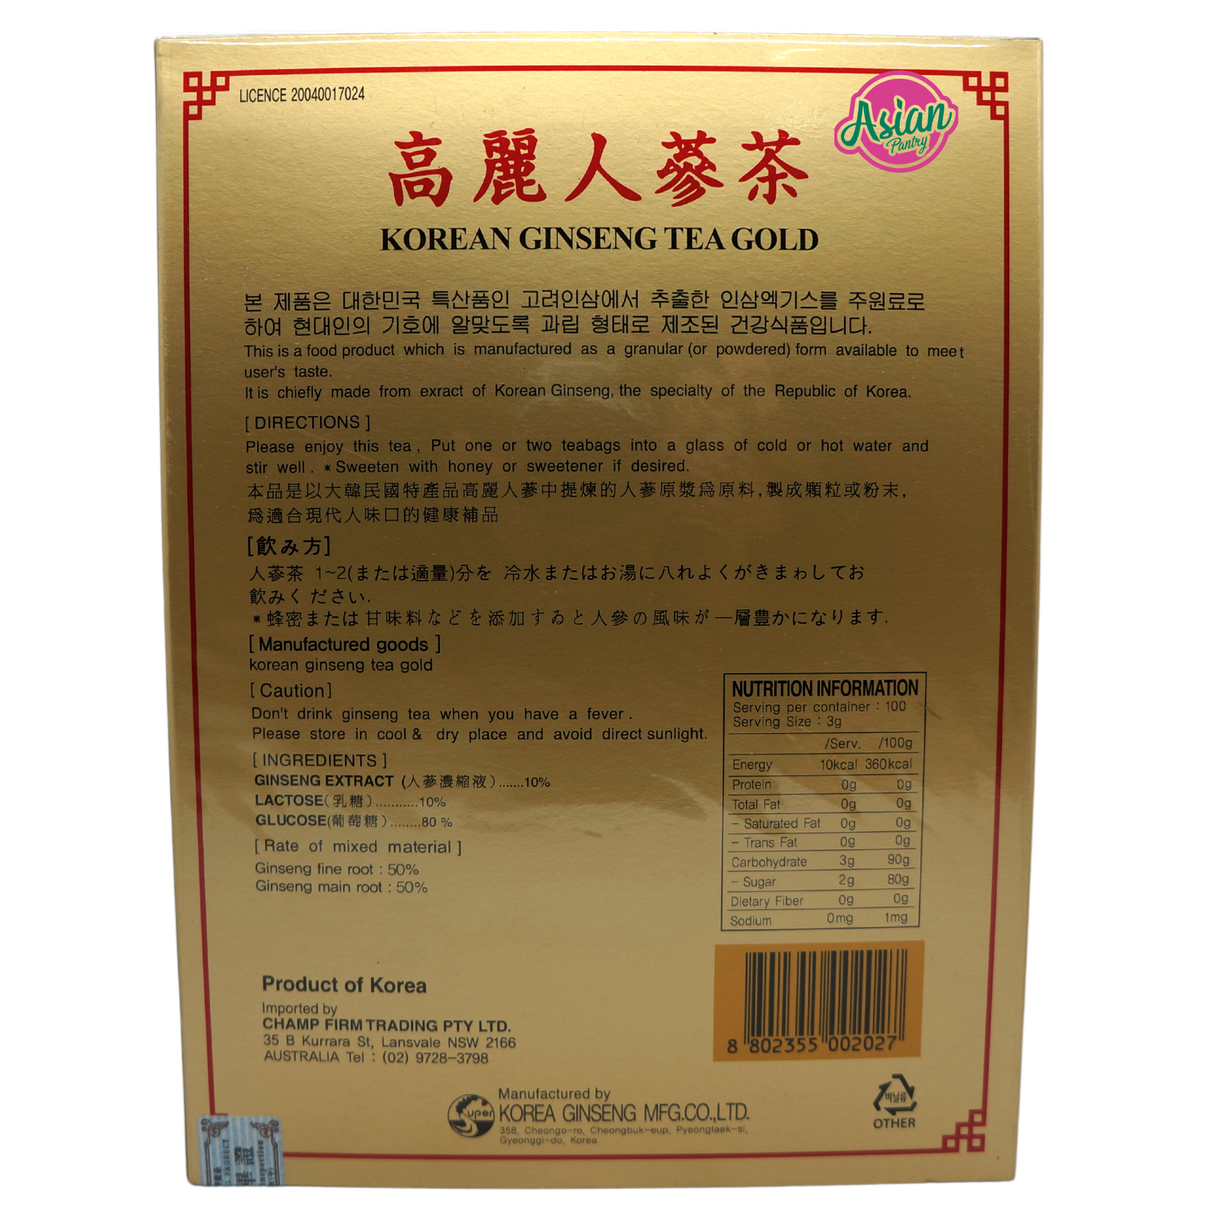 LICENCE 20040017024
Asian
Pantry
高麗人蔘茶
KOREAN GINSENG TEA GOLD
본 제품은 대한민국 특산품인 고려인삼에서 추출한 인삼엑기스를 주원료로
하여 현대인의 기호에 알맞도록 과립 형태로 제조된 건강식품입니다.
This is a food product which is manufactured as a granular (or powdered) form available to meet
user's taste.
It is chiefly made from exract of Korean Ginseng, the specialty of the Republic of Korea.
[ DIRECTIONS ]
Please enjoy this tea , Put one or two teabags into a glass of cold or hot water and
stir well . * Sweeten with honey or sweetener if desired.
本品是以大韓民國特產品高麗人蔘中提煉的人蔘原漿爲原料,製成顆粒或粉末,
爲適合現代人味口的健康補品
[飲み方]
人蔘茶 1~2(または適量)分を 冷水またはお湯に八れよくがきまゎしてお
飲みく ださい.
* 蜂密または甘味料などを添加すゐと人參の風味が一層豊かになります.
[ Manufactured goods ]
korean ginseng tea gold
[ Caution ]
Don't drink ginseng tea when you have a fever .
Please store in cool & dry place and avoid direct sunlight.
[ INGREDIENTS ]
GINSENG EXTRACT (人蔘濃縮液).......10%
LACTOSE(乳糖)...........10%
GLUCOSE(葡萄糖)........80 %
[ Rate of mixed material ]
Ginseng fine root : 50%
Ginseng main root : 50%
NUTRITION INFORMATION
Serving per container : 100
Serving Size : 3g
/Serv. /100g
Energy 10kcal 360kcal
Protein 0g 0g
Total Fat 0g 0g
- Saturated Fat 0g 0g
- Trans Fat 0g 0g
Carbohydrate 3g 90g
- Sugar 2g 80g
Dietary Fiber 0g 0g
Sodium 0mg 1mg
Product of Korea
Imported by
CHAMP FIRM TRADING PTY LTD.
35 B Kurrara St, Lansvale NSW 2166
AUSTRALIA Tel : (02) 9728-3798
8 802355 002027
Super
Manufactured by
KOREA GINSENG MFG.CO.,LTD.
358, Cheongo-ro, Cheongbuk-eup, Pyeongtaek-si,
Gyeonggi-do, Korea
비닐류
OTHER
PRODUCT